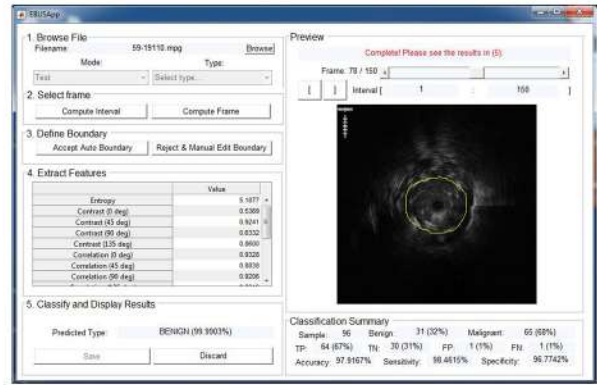 EBUSApp
1. Browse File
Filename: 59-19110.mpg Browse
Mode: Type:
Test Select type...
2. Select frame
Compute Interval Compute Frame
3. Define Boundary
Accept Auto Boundary Reject & Manual Edit Boundary
4. Extract Features
Value
Entropy 5.1877
Contrast (0 deg) 0.5369
Contrast (45 deg) 0.9241
Contrast (90 deg) 0.8332
Contrast (135 deg) 0.8600
Correlation (0 deg) 0.9326
Correlation (45 deg) 0.8838
Correlation (90 deg) 0.9206
5. Classify and Display Results
Predicted Type: BENIGN (99.9903%)
Save Discard
Preview
Complete! Please see the results in (5).
Frame: 78 / 150
[ ] Interval [ 1 : 150 ]
Classification Summary
Sample: 96 Benign: 31 (32%) Malignant: 65 (68%)
TP: 64 (67%) TN: 30 (31%) FP: 1 (1%) FN: 1 (1%)
Accuracy: 97.9167% Sensitivity: 98.4615% Specificity: 96.7742%